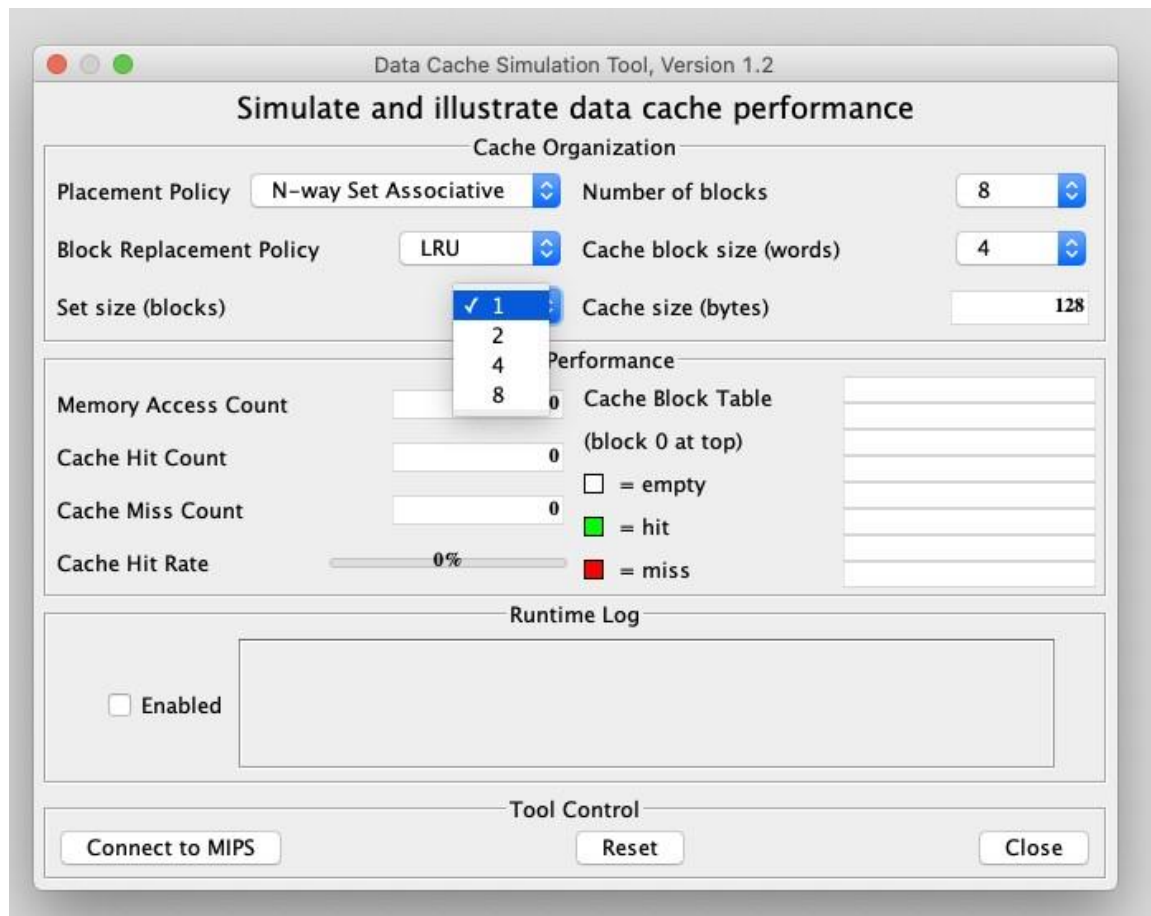 Data Cache Simulation Tool, Version 1.2
Simulate and illustrate data cache performance
Cache Organization
Placement Policy N-way Set Associative Number of blocks 8
Block Replacement Policy LRU Cache block size (words) 4
Set size (blocks) ✓ 1 Cache size (bytes) 128
2
4
8
Performance
Memory Access Count 0 Cache Block Table
(block 0 at top)
Cache Hit Count 0
= empty
Cache Miss Count 0
= hit
Cache Hit Rate 0%
= miss
Runtime Log
Enabled
Tool Control
Connect to MIPS Reset Close